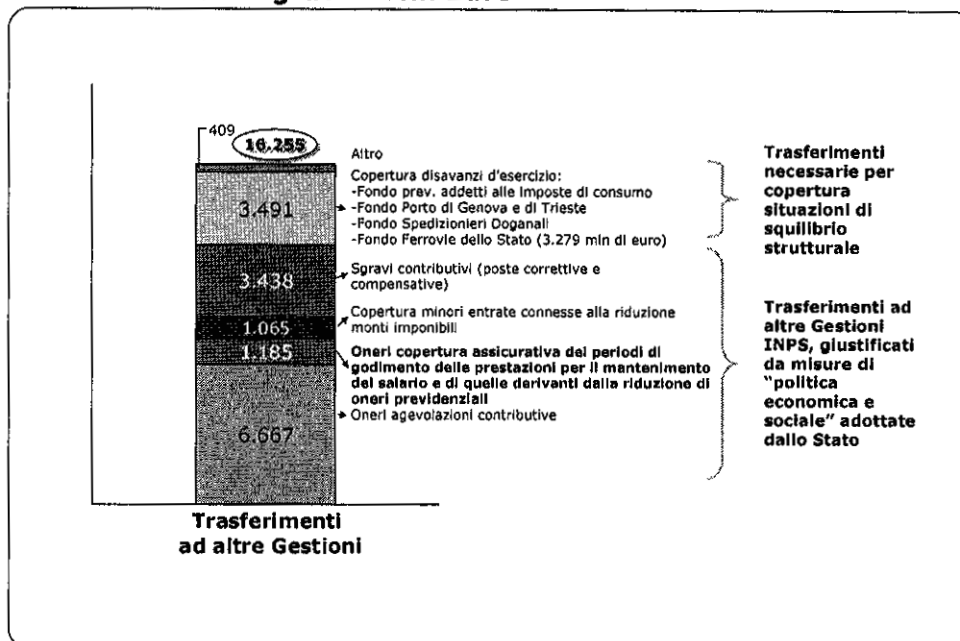 409
16.255
3.491
3.438
1.065
1.185
6.667
Altro
Copertura disavanzi d'esercizio:
-Fondo prev. addetti alle imposte di consumo
-Fondo Porto di Genova e di Trieste
-Fondo Spedizionieri Doganali
-Fondo Ferrovie dello Stato (3.279 mln di euro)
Sgravi contributivi (poste correttive e
compensative)
Copertura minori entrate connesse alla riduzione
monti imponibili
Oneri copertura assicurativa dei periodi di
godimento delle prestazioni per il mantenimento
del salario e di quelle derivanti dalla riduzione di
oneri previdenziali
Oneri agevolazioni contributive
Trasferimenti
necessarie per
copertura
situazioni di
squilibrio
strutturale
Trasferimenti ad
altre Gestioni
INPS, giustificati
da misure di
"politica
economica e
sociale" adottate
dallo Stato
Trasferimenti
ad altre Gestioni